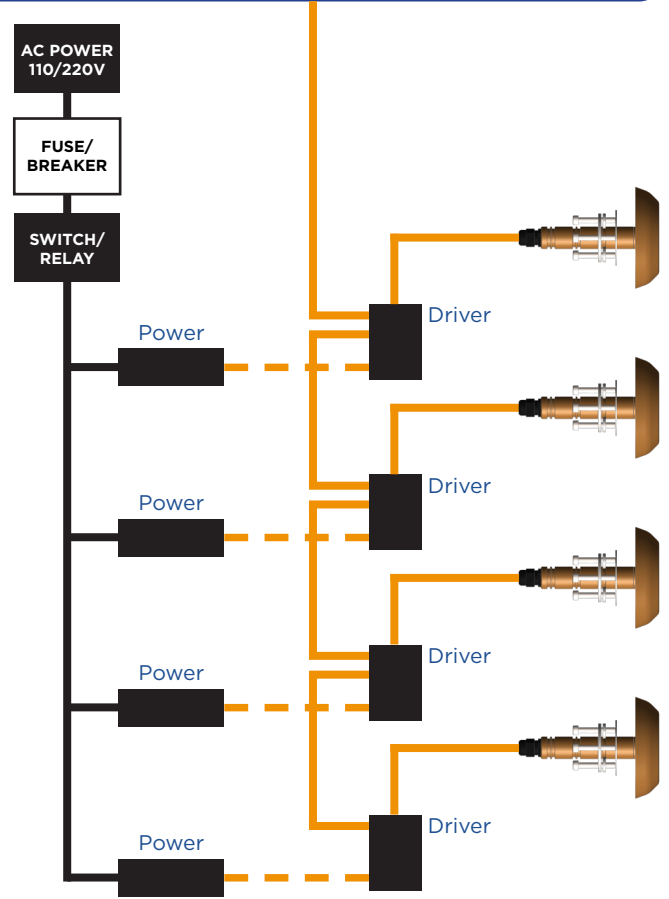 AC POWER
110/220V
FUSE/
BREAKER
SWITCH/
RELAY
Driver
Power
Driver
Power
Driver
Power
Driver
Power